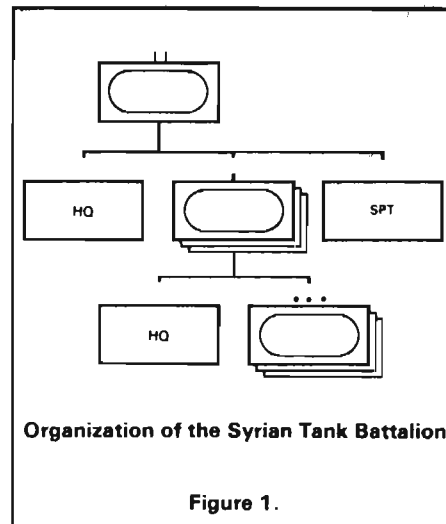 HQ
SPT
HQ
Organization of the Syrian Tank Battalion
Figure 1.